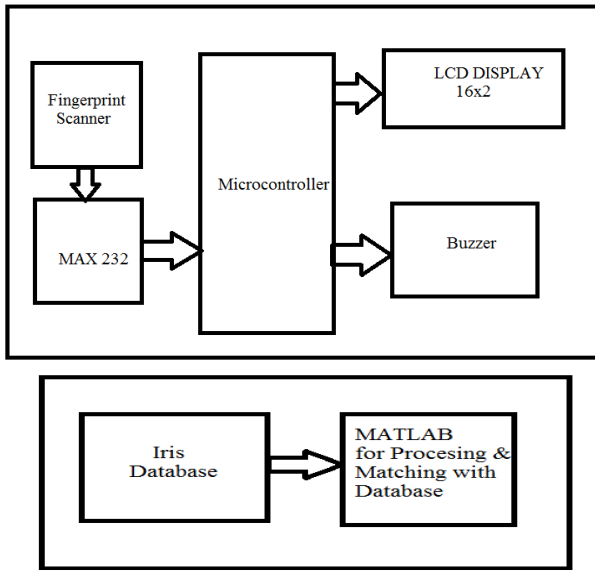 Fingerprint
Scanner
MAX 232
Microcontroller
LCD DISPLAY
16x2
Buzzer
Iris
Database
MATLAB
for Procesing &
Matching with
Database